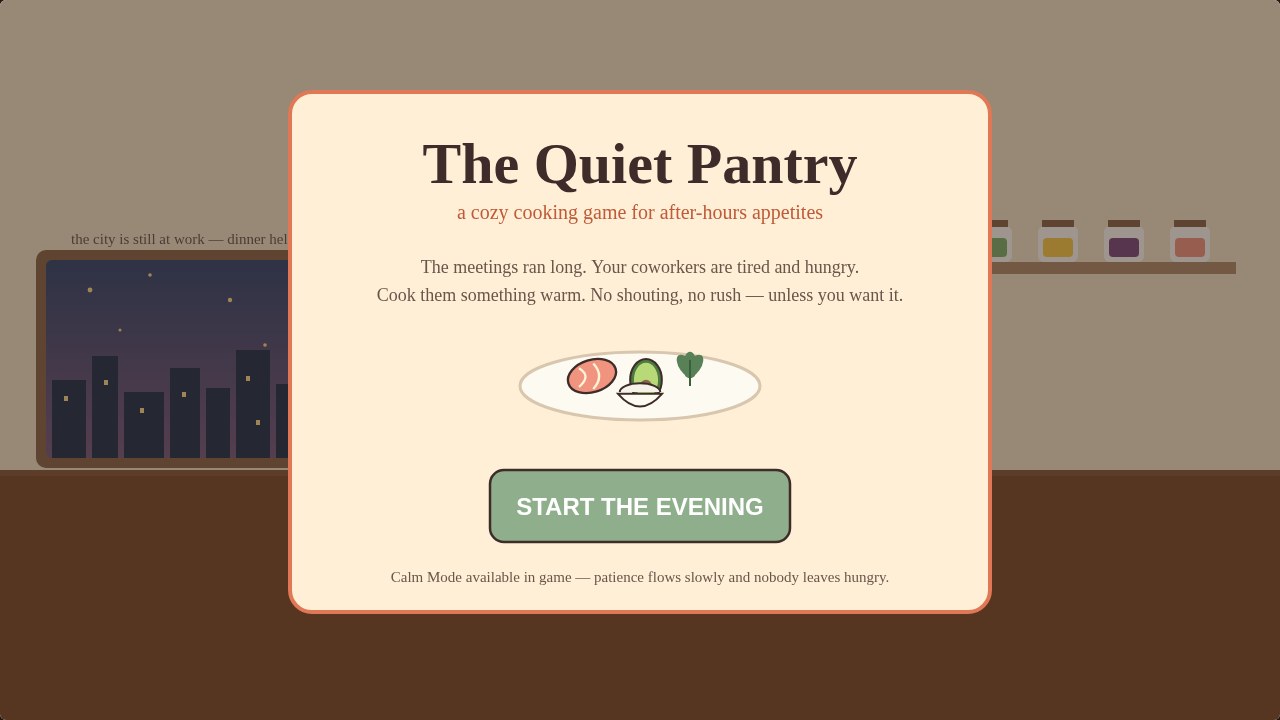 The Quiet Pantry
a cozy cooking game for after-hours appetites
the city is still at work — dinner
The meetings ran long. Your coworkers are tired and hungry.
Cook them something warm. No shouting, no rush — unless you want it.
START THE EVENING
Calm Mode available in game — patience flows slowly and nobody leaves hungry.